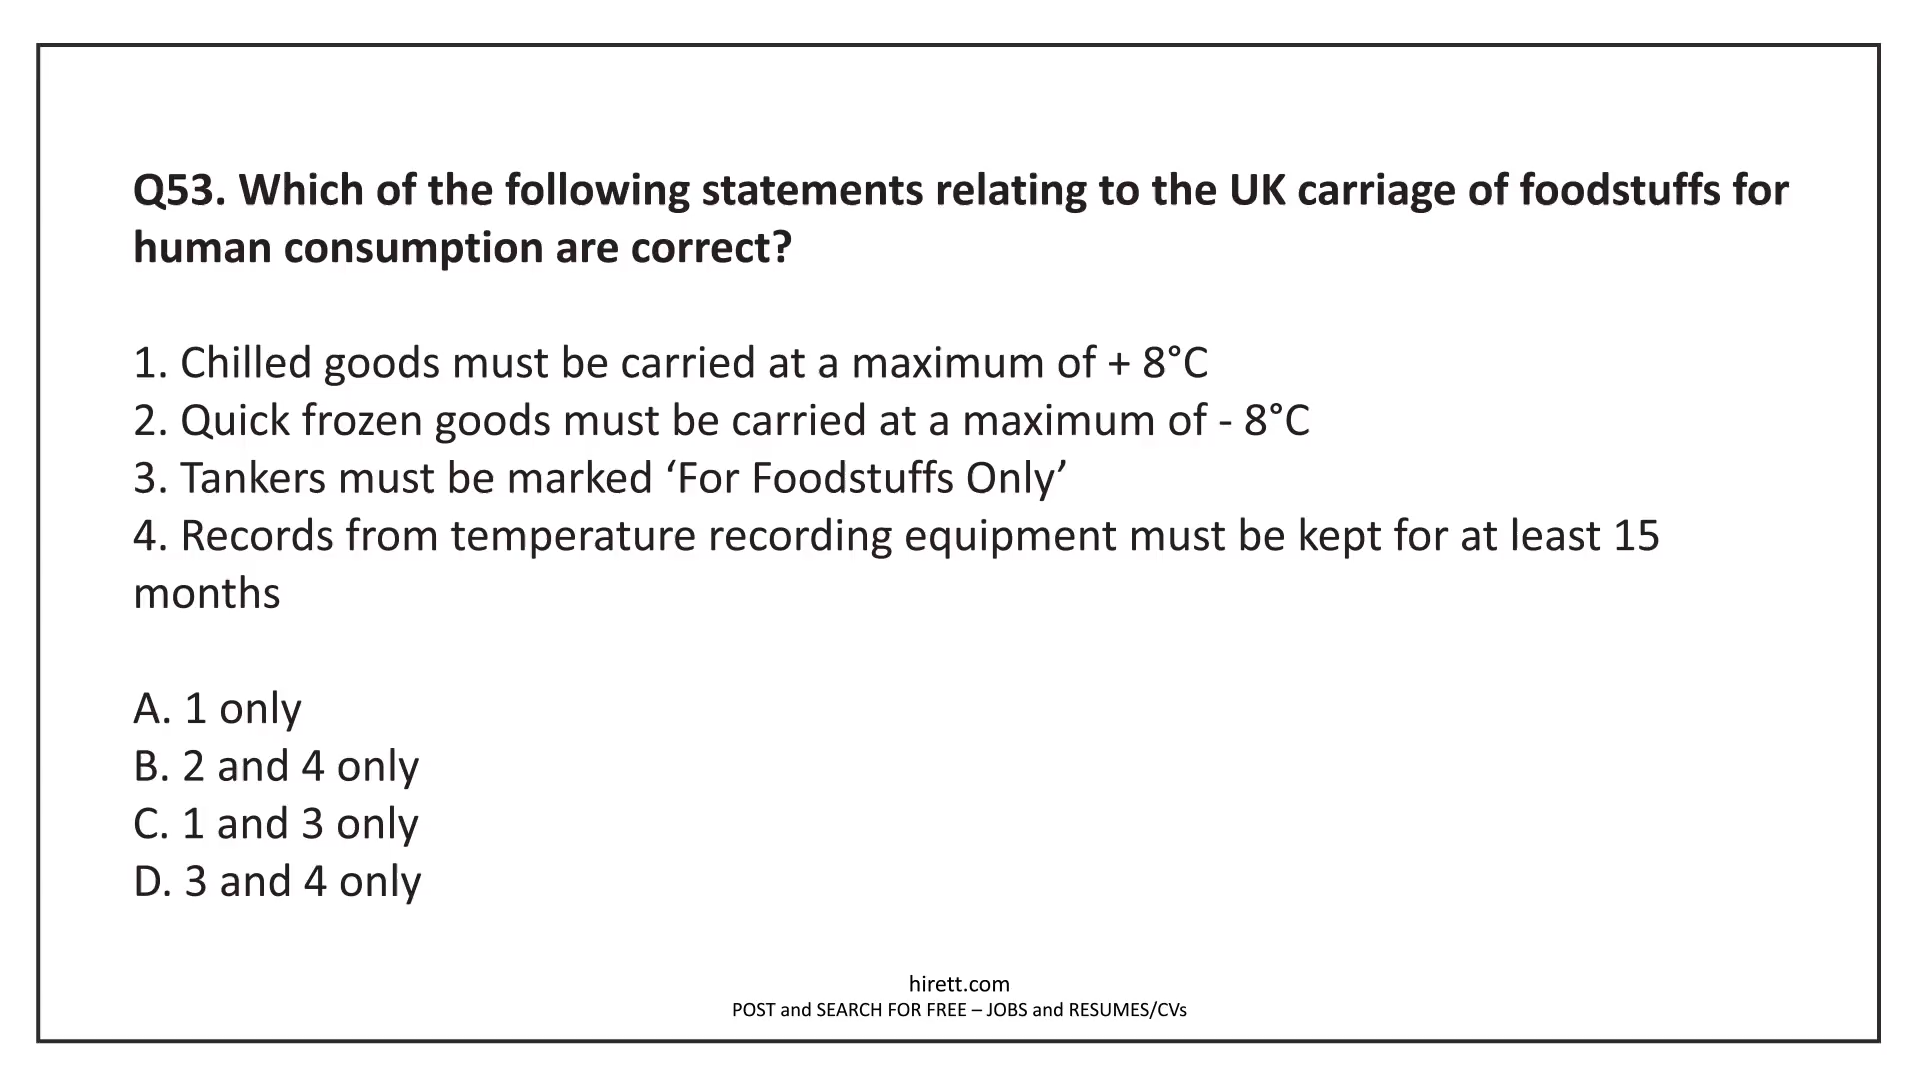 Q53. Which of the following statements relating to the UK carriage of foodstuffs for
human consumption are correct?
1. Chilled goods must be carried at a maximum of + 8°C
2. Quick frozen goods must be carried at a maximum of - 8°C
3. Tankers must be marked ‘For Foodstuffs Only’
4. Records from temperature recording equipment must be kept for at least 15
months
A. 1 only
B. 2 and 4 only
C. 1 and 3 only
D. 3 and 4 only
hirett.com
POST and SEARCH FOR FREE – JOBS and RESUMES/CVs